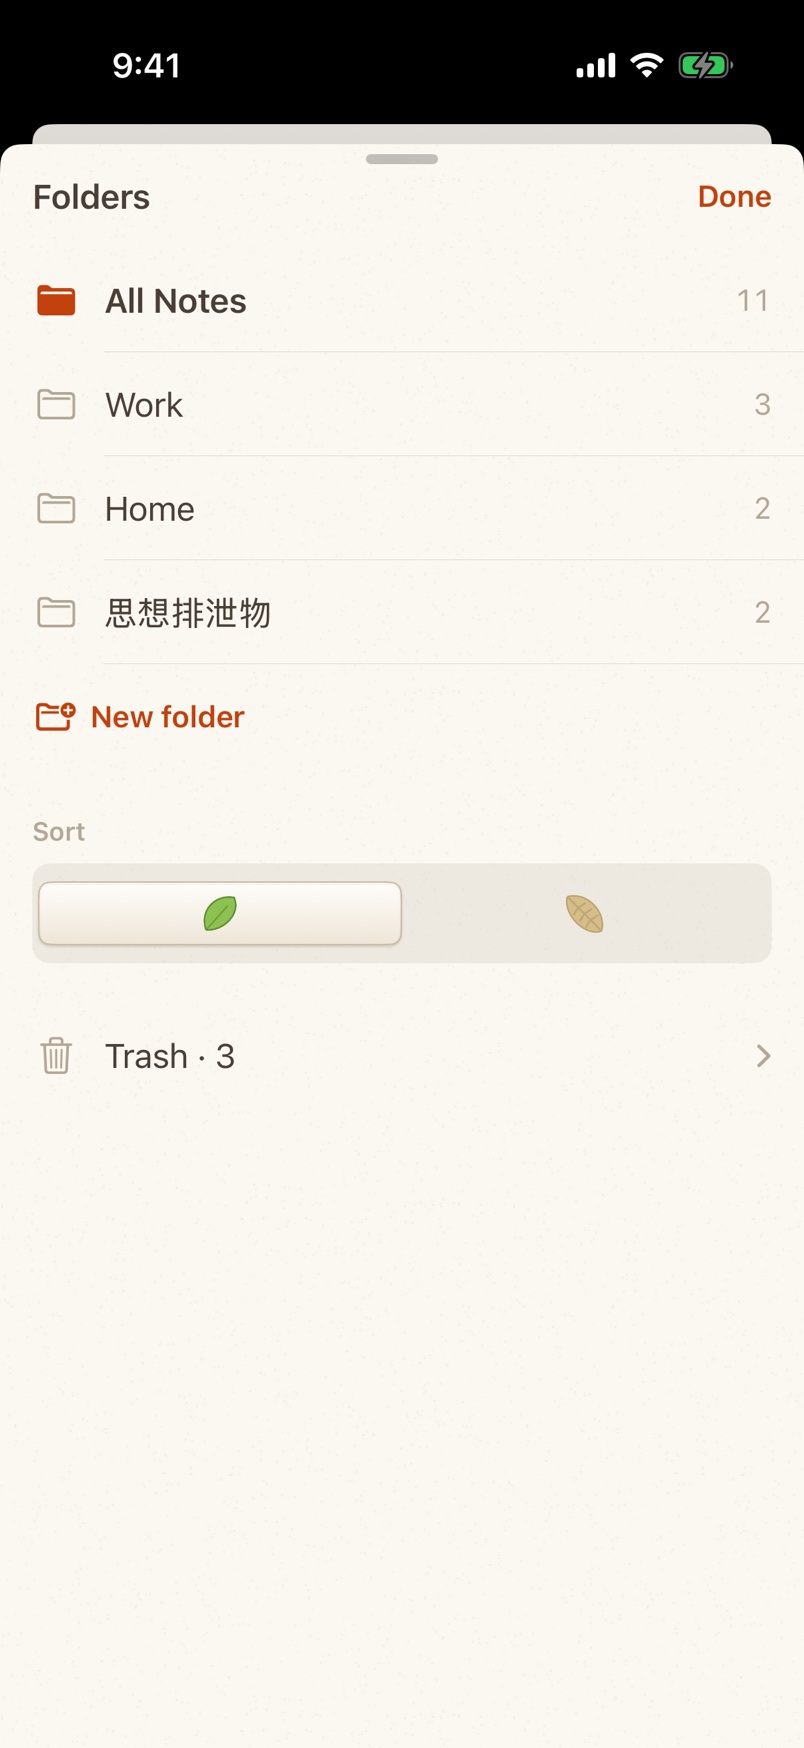 9:41
Folders
Done
All Notes
11
Work
3
Home
2
思想排泄物
2
New folder
Sort
Trash · 3